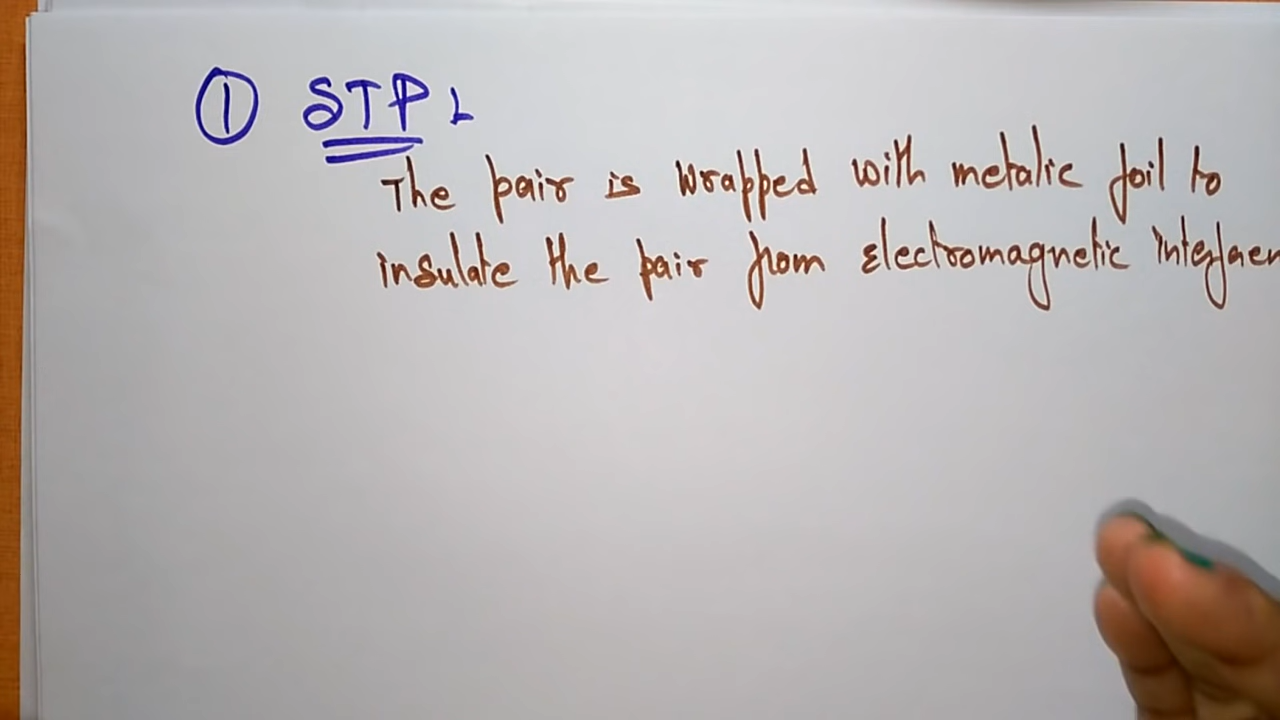 ① STP
The pair is wrapped with metalic foil to
insulate the pair from Electromagnetic